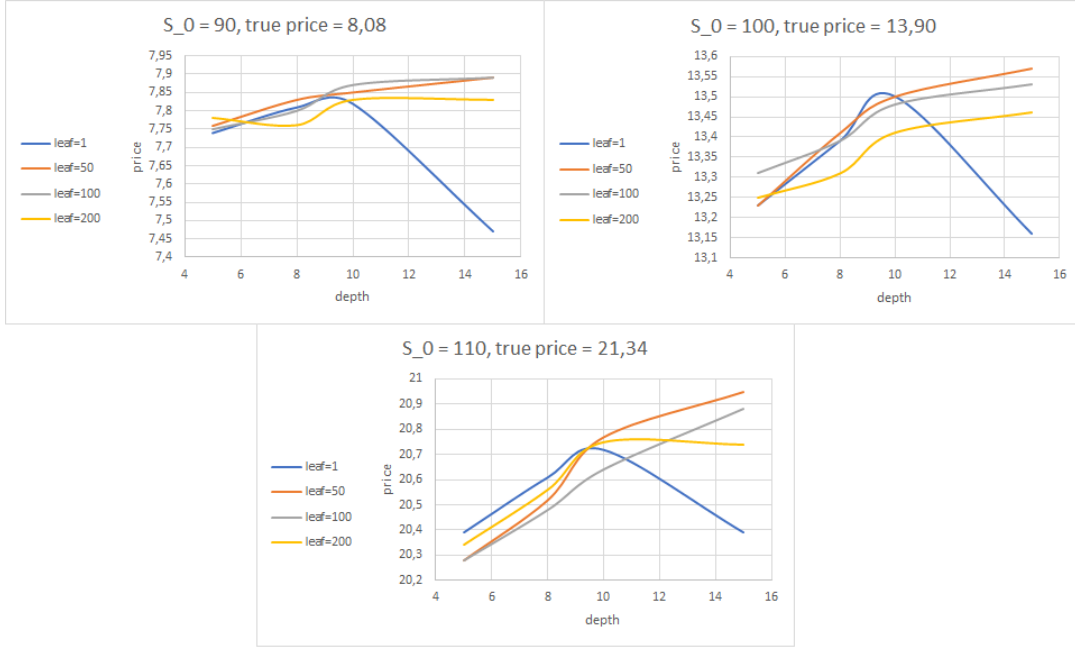 S_0 = 90, true price = 8,08
7,95
7,9
7,85
7,8
7,75
7,7
7,65
7,6
7,55
7,5
7,45
7,4
price
4 6 8 10 12 14 16
depth
leaf=1
leaf=50
leaf=100
leaf=200
S_0 = 100, true price = 13,90
13,6
13,55
13,5
13,45
13,4
13,35
13,3
13,25
13,2
13,15
13,1
price
4 6 8 10 12 14 16
depth
leaf=1
leaf=50
leaf=100
leaf=200
S_0 = 110, true price = 21,34
21
20,9
20,8
20,7
20,6
20,5
20,4
20,3
20,2
price
4 6 8 10 12 14 16
depth
leaf=1
leaf=50
leaf=100
leaf=200